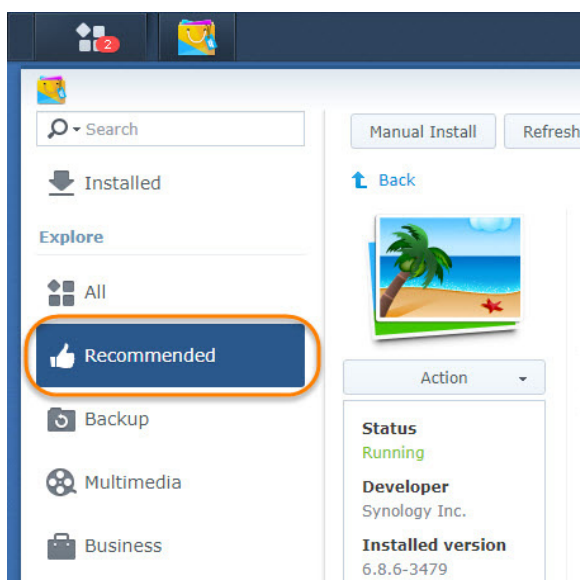 2
Search
Manual Install
Refresh
Installed
Back
Explore
All
Recommended
Action
Backup
Status
Running
Multimedia
Developer
Synology Inc.
Business
Installed version
6.8.6-3479